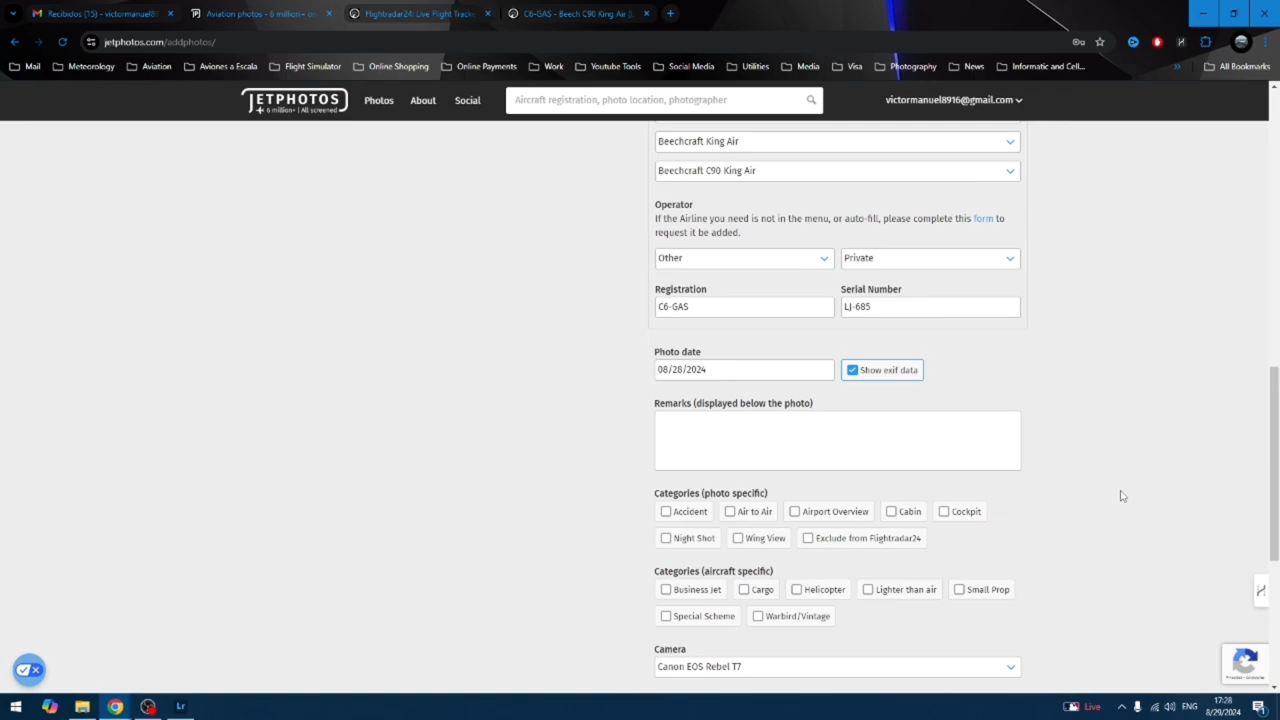 Recibidos (15) - victormanuel8
Aviation photos - 6 million+ on
Flightradar24: Live Flight Tracke
C6-GAS - Beech C90 King Air [L
jetphotos.com/addphotos/
Mail
Meteorology
Aviation
Aviones a Escala
Flight Simulator
Online Shopping
Online Payments
Work
Youtube Tools
Social Media
Utilities
Media
Visa
Photography
News
Informatic and Cell...
»
All Bookmarks
JETPHOTOS
6 million+ | All screened
Photos
About
Social
Aircraft registration, photo location, photographer
victormanuel8916@gmail.com
Beechcraft King Air
Beechcraft C90 King Air
Operator
If the Airline you need is not in the menu, or auto-fill, please complete this form to
request it be added.
Other
Private
Registration
Serial Number
C6-GAS
LJ-685
Photo date
08/28/2024
Show exif data
Remarks (displayed below the photo)
Categories (photo specific)
Accident
Air to Air
Airport Overview
Cabin
Cockpit
Night Shot
Wing View
Exclude from Flightradar24
Categories (aircraft specific)
Business Jet
Cargo
Helicopter
Lighter than air
Small Prop
Special Scheme
Warbird/Vintage
Camera
Canon EOS Rebel T7
Lr
Live
ENG
17:28
8/29/2024